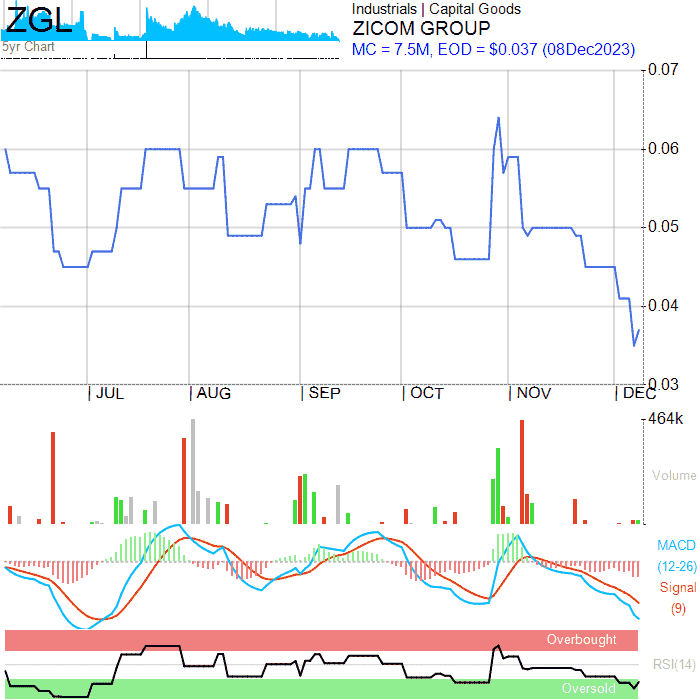 ZGL
5yr Chart
Industrials | Capital Goods
ZICOM GROUP
MC = 7.5M, EOD = $0.037 (08Dec2023)
0.07
0.06
0.05
0.04
0.03
JUL AUG SEP OCT NOV DEC
464k
Volume
MACD
(12-26)
Signal
(9)
Overbought
RSI(14)
Oversold